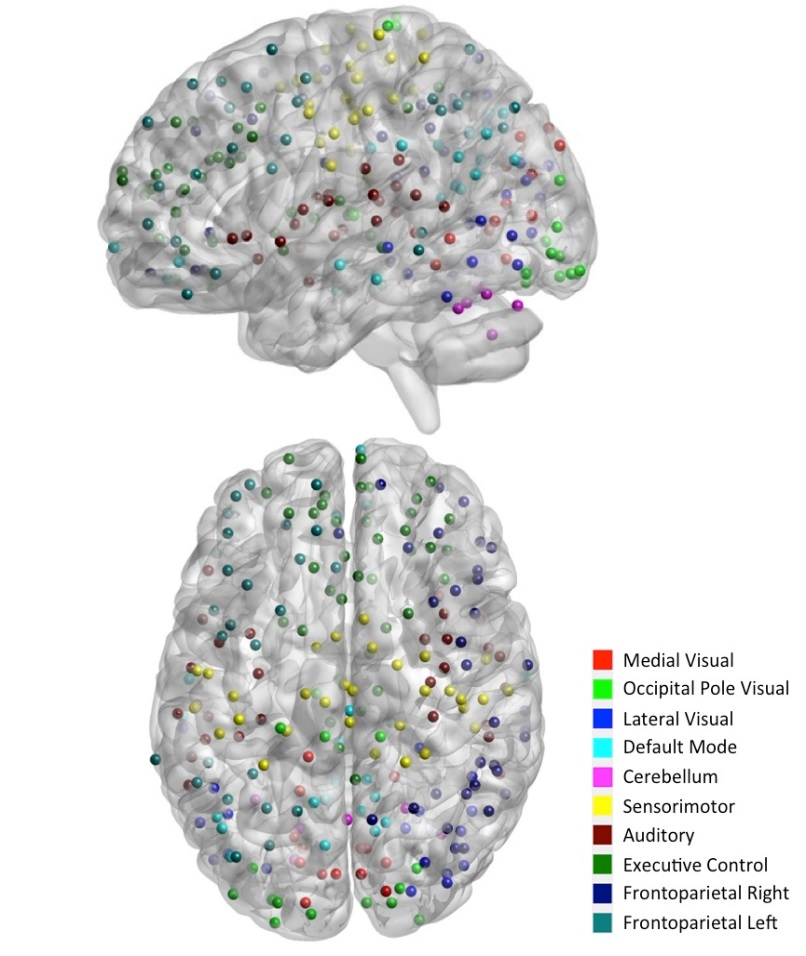 Medial Visual
Occipital Pole Visual
Lateral Visual
Default Mode
Cerebellum
Sensorimotor
Auditory
Executive Control
Frontoparietal Right
Frontoparietal Left